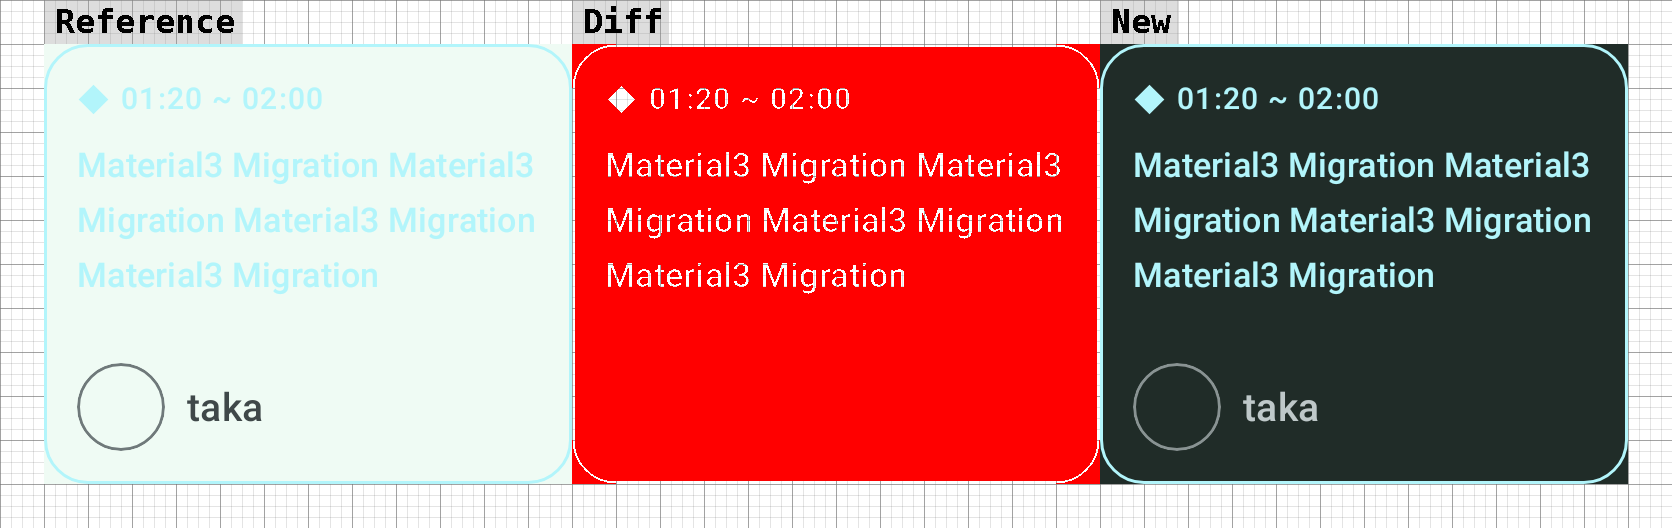 Reference
Diff
New
◆ 01:20 ~ 02:00
Material3 Migration Material3
Migration Material3 Migration
Material3 Migration
taka
◆ 01:20 ~ 02:00
Material3 Migration Material3
Migration Material3 Migration
Material3 Migration
◆ 01:20 ~ 02:00
Material3 Migration Material3
Migration Material3 Migration
Material3 Migration
taka